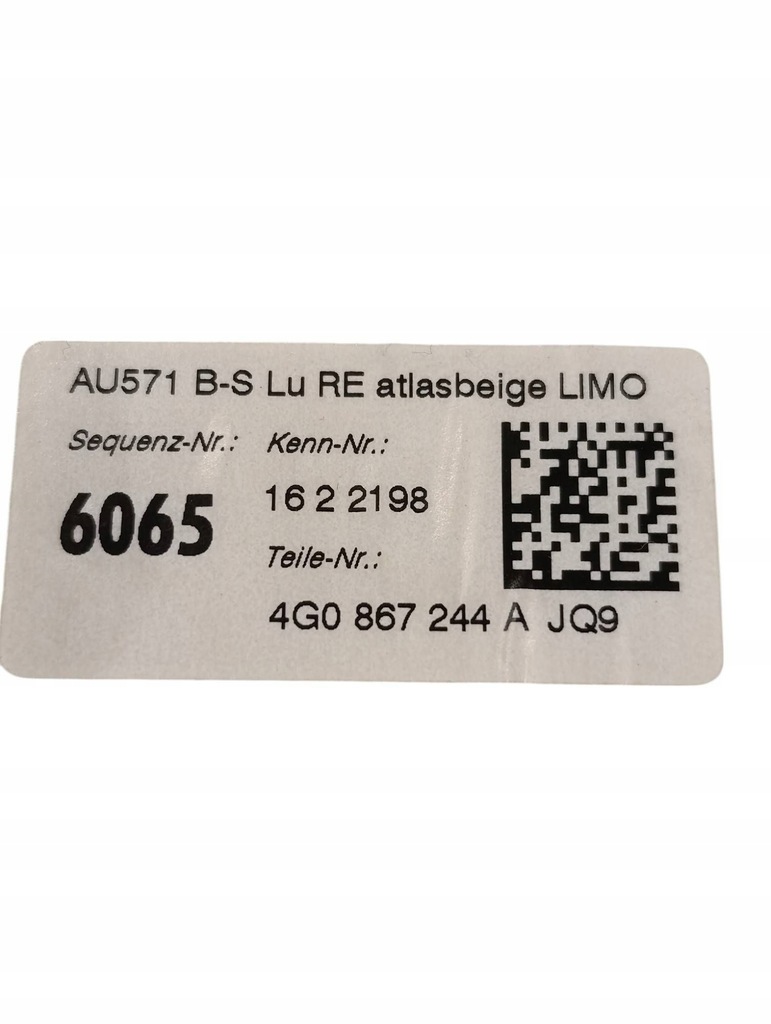 AU571 B-S Lu RE atlasbeige LIMO
Sequenz-Nr.: Kenn-Nr.:
6065 16 2 2198
Teile-Nr.:
4G0 867 244 A JQ9